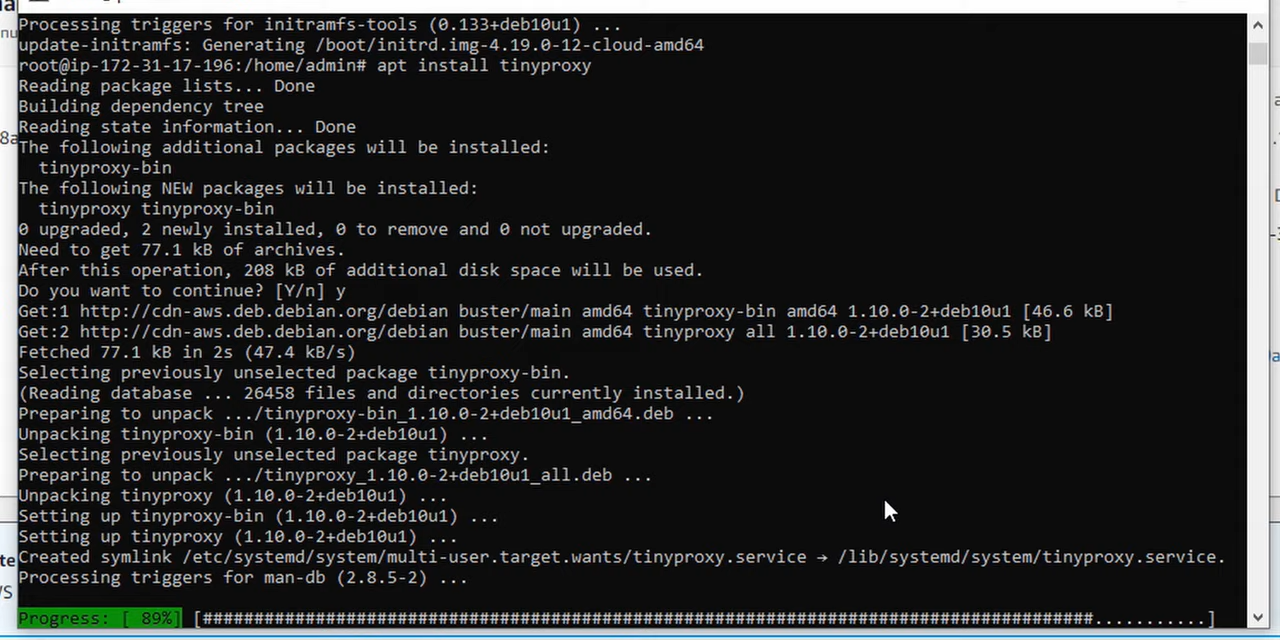 Processing triggers for initramfs-tools (0.133+deb10u1) ...
update-initramfs: Generating /boot/initrd.img-4.19.0-12-cloud-amd64
root@ip-172-31-17-196:/home/admin# apt install tinyproxy
Reading package lists... Done
Building dependency tree
Reading state information... Done
The following additional packages will be installed:
  tinyproxy-bin
The following NEW packages will be installed:
  tinyproxy tinyproxy-bin
0 upgraded, 2 newly installed, 0 to remove and 0 not upgraded.
Need to get 77.1 kB of archives.
After this operation, 208 kB of additional disk space will be used.
Do you want to continue? [Y/n] y
Get:1 http://cdn-aws.deb.debian.org/debian buster/main amd64 tinyproxy-bin amd64 1.10.0-2+deb10u1 [46.6 kB]
Get:2 http://cdn-aws.deb.debian.org/debian buster/main amd64 tinyproxy all 1.10.0-2+deb10u1 [30.5 kB]
Fetched 77.1 kB in 2s (47.4 kB/s)
Selecting previously unselected package tinyproxy-bin.
(Reading database ... 26458 files and directories currently installed.)
Preparing to unpack .../tinyproxy-bin_1.10.0-2+deb10u1_amd64.deb ...
Unpacking tinyproxy-bin (1.10.0-2+deb10u1) ...
Selecting previously unselected package tinyproxy.
Preparing to unpack .../tinyproxy_1.10.0-2+deb10u1_all.deb ...
Unpacking tinyproxy (1.10.0-2+deb10u1) ...
Setting up tinyproxy-bin (1.10.0-2+deb10u1) ...
Setting up tinyproxy (1.10.0-2+deb10u1) ...
Created symlink /etc/systemd/system/multi-user.target.wants/tinyproxy.service → /lib/systemd/system/tinyproxy.service.
Processing triggers for man-db (2.8.5-2) ...
Progress: [ 89%] [#######################################################################################...........]